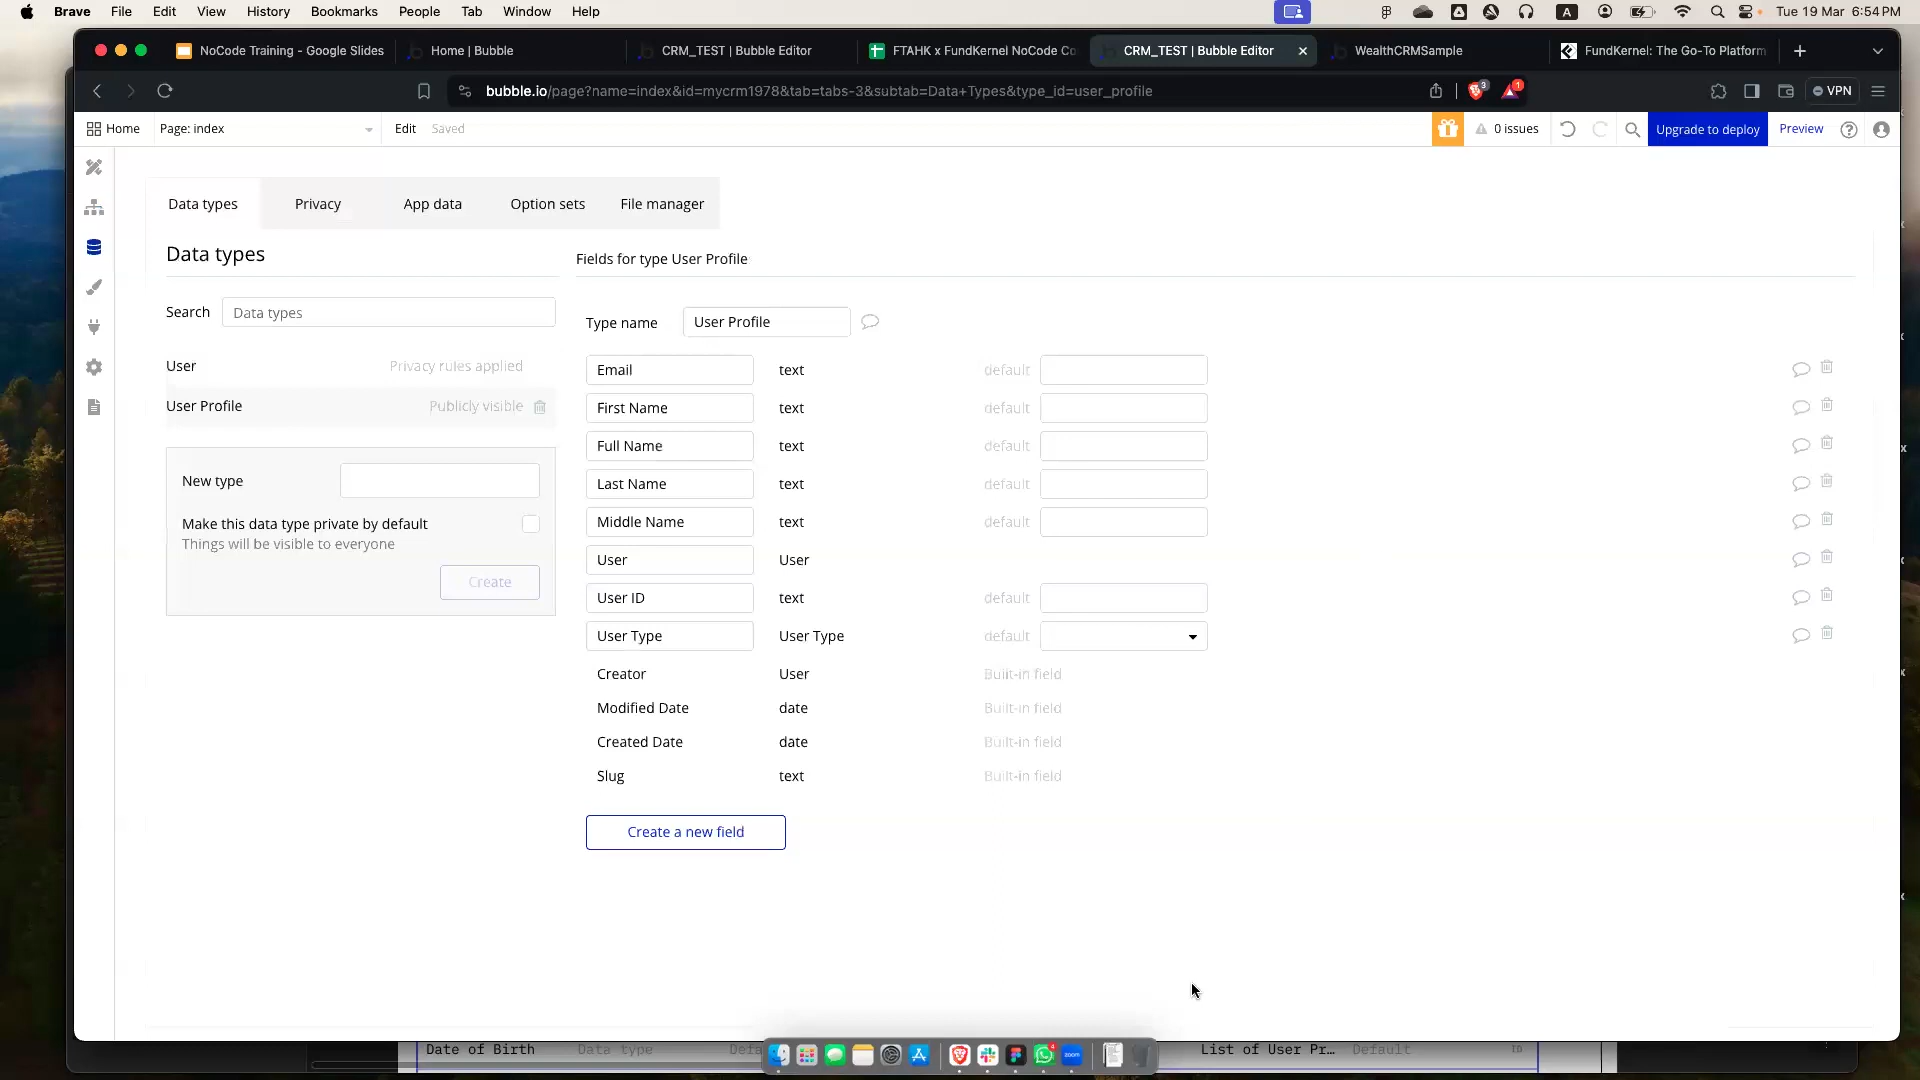 Brave File Edit View History Bookmarks People Tab Window Help
A
Tue 19 Mar 6:54 PM
NoCode Training - Google Slides
Home | Bubble
CRM_TEST | Bubble Editor
FTAHK x FundKernel NoCode Co
CRM_TEST | Bubble Editor
WealthCRMSample
FundKernel: The Go-To Platform
bubble.io/page?name=index&id=mycrm1978&tab=tabs-3&subtab=Data+Types&type_id=user_profile
3
1
VPN
Home
Page: index
Edit
Saved
0 issues
Upgrade to deploy
Preview
Data types
Privacy
App data
Option sets
File manager
Data types
Fields for type User Profile
Search
Data types
Type name
User Profile
User
Privacy rules applied
User Profile
Publicly visible
New type
Make this data type private by default
Things will be visible to everyone
Create
Email text default
First Name text default
Full Name text default
Last Name text default
Middle Name text default
User User
User ID text default
User Type User Type default
Creator User Built-in field
Modified Date date Built-in field
Created Date date Built-in field
Slug text Built-in field
Create a new field
Date of Birth Data type
List of User Pr… Default
zoom